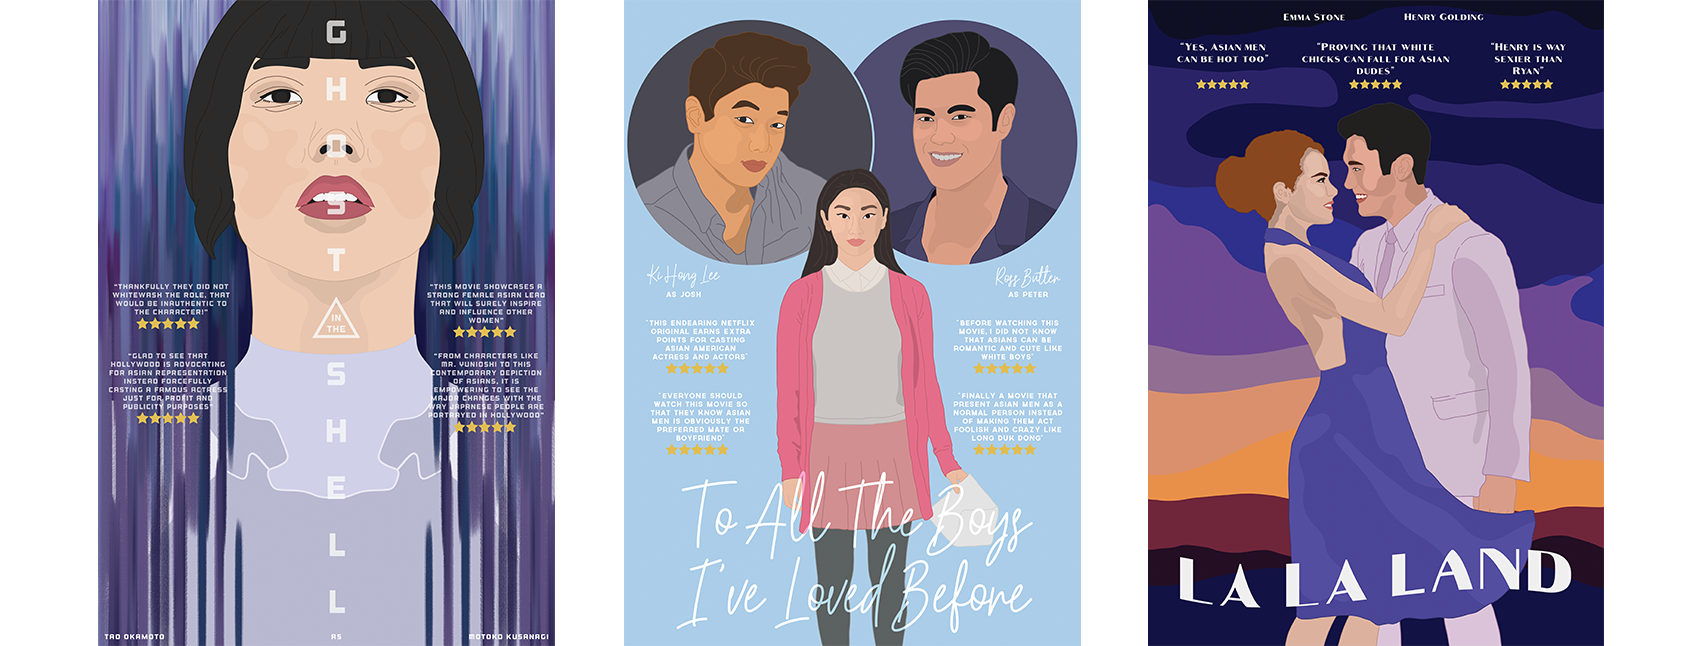 GHOST
IN
THE
SHELL
"THANKFULLY THEY DID NOT
WHITEWASH THE ROLE, THAT
WOULD BE INAUTHENTIC TO
THE CHARACTER!"
"GLAD TO SEE THAT
HOLLYWOOD IS ADVOCATING
FOR ASIAN REPRESENTATION
INSTEAD FORCEFULLY
CASTING A FAMOUS ACTRESS
JUST FOR PROFIT AND
PUBLICITY PURPOSES"
"THIS MOVIE SHOWCASES A
STRONG FEMALE ASIAN LEAD
THAT WILL SURELY INSPIRE
AND INFLUENCE OTHER
WOMEN"
"FROM CHARACTERS LIKE
MR. YUNIOSHI TO THIS
CONTEMPORARY DEPICTION
OF ASIANS, IT IS
EMPOWERING TO SEE THE
MAJOR CHANGES WITH THE
WAY JAPANESE PEOPLE ARE
PORTRAYED IN HOLLYWOOD"
TAO OKAMOTO
AS
MOTOKO KUSANAGI
Ki Hong Lee
AS JOSH
Ross Butler
AS PETER
"THIS ENDEARING NETFLIX
ORIGINAL EARNS EXTRA
POINTS FOR CASTING
ASIAN AMERICAN
ACTRESS AND ACTORS"
"EVERYONE SHOULD
WATCH THIS MOVIE SO
THAT THEY KNOW ASIAN
MEN IS OBVIOUSLY THE
PREFERRED MATE OR
BOYFRIEND"
"BEFORE WATCHING THIS
MOVIE, I DID NOT KNOW
THAT ASIANS CAN BE
ROMANTIC AND CUTE LIKE
WHITE BOYS"
"FINALLY A MOVIE THAT
PRESENT ASIAN MEN AS A
NORMAL PERSON INSTEAD
OF MAKING THEM ACT
FOOLISH AND CRAZY LIKE
LONG DUK DONG"
To All The Boys
I've Loved Before
EMMA STONE
HENRY GOLDING
"YES, ASIAN MEN
CAN BE HOT TOO"
"PROVING THAT WHITE
CHICKS CAN FALL FOR ASIAN
DUDES"
"HENRY IS WAY
SEXIER THAN
RYAN"
LA LA LAND